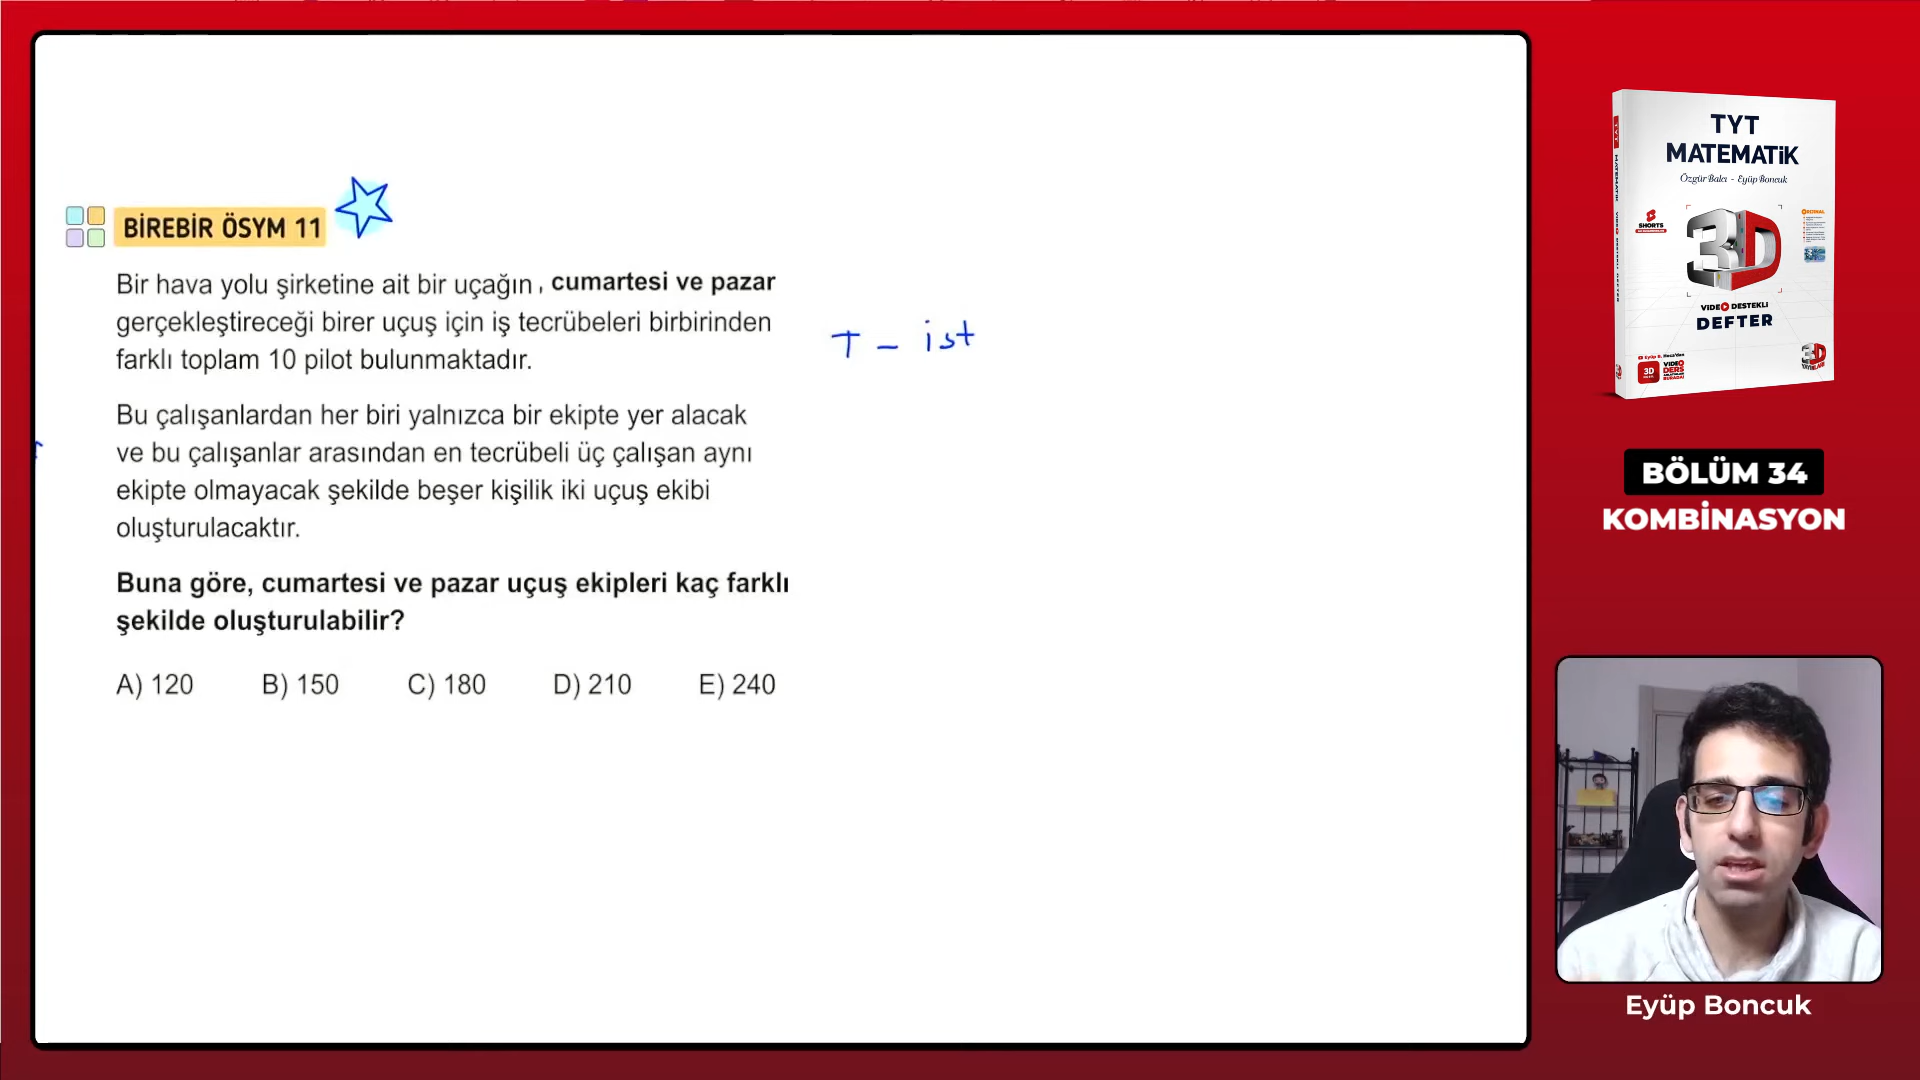 BİREBİR ÖSYM 11
Bir hava yolu şirketine ait bir uçağın, cumartesi ve pazar
gerçekleştireceği birer uçuş için iş tecrübeleri birbirinden
farklı toplam 10 pilot bulunmaktadır.
Bu çalışanlardan her biri yalnızca bir ekipte yer alacak
ve bu çalışanlar arasından en tecrübeli üç çalışan aynı
ekipte olmayacak şekilde beşer kişilik iki uçuş ekibi
oluşturulacaktır.
Buna göre, cumartesi ve pazar uçuş ekipleri kaç farklı
şekilde oluşturulabilir?
A) 120 B) 150 C) 180 D) 210 E) 240
T - ist
TYT
MATEMATİK
Özgür Balcı - Eyüp Boncuk
SHORTS
3D
VIDEO DESTEKLİ
DEFTER
BÖLÜM 34
KOMBİNASYON
Eyüp Boncuk